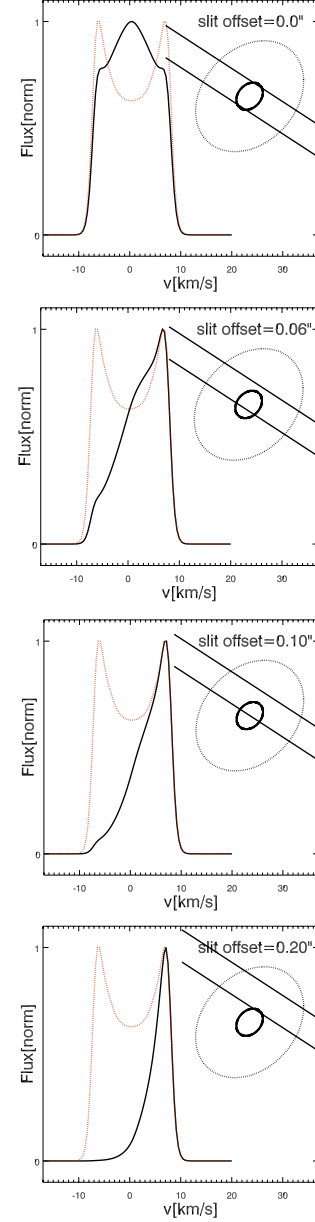 slit offset=0.0"
1
Flux[norm]
0
-10 0 10 20 30
v[km/s]
slit offset=0.06"
1
Flux[norm]
0
-10 0 10 20 30
v[km/s]
slit offset=0.10"
1
Flux[norm]
0
-10 0 10 20 30
v[km/s]
slit offset=0.20"
1
Flux[norm]
0
-10 0 10 20 30
v[km/s]